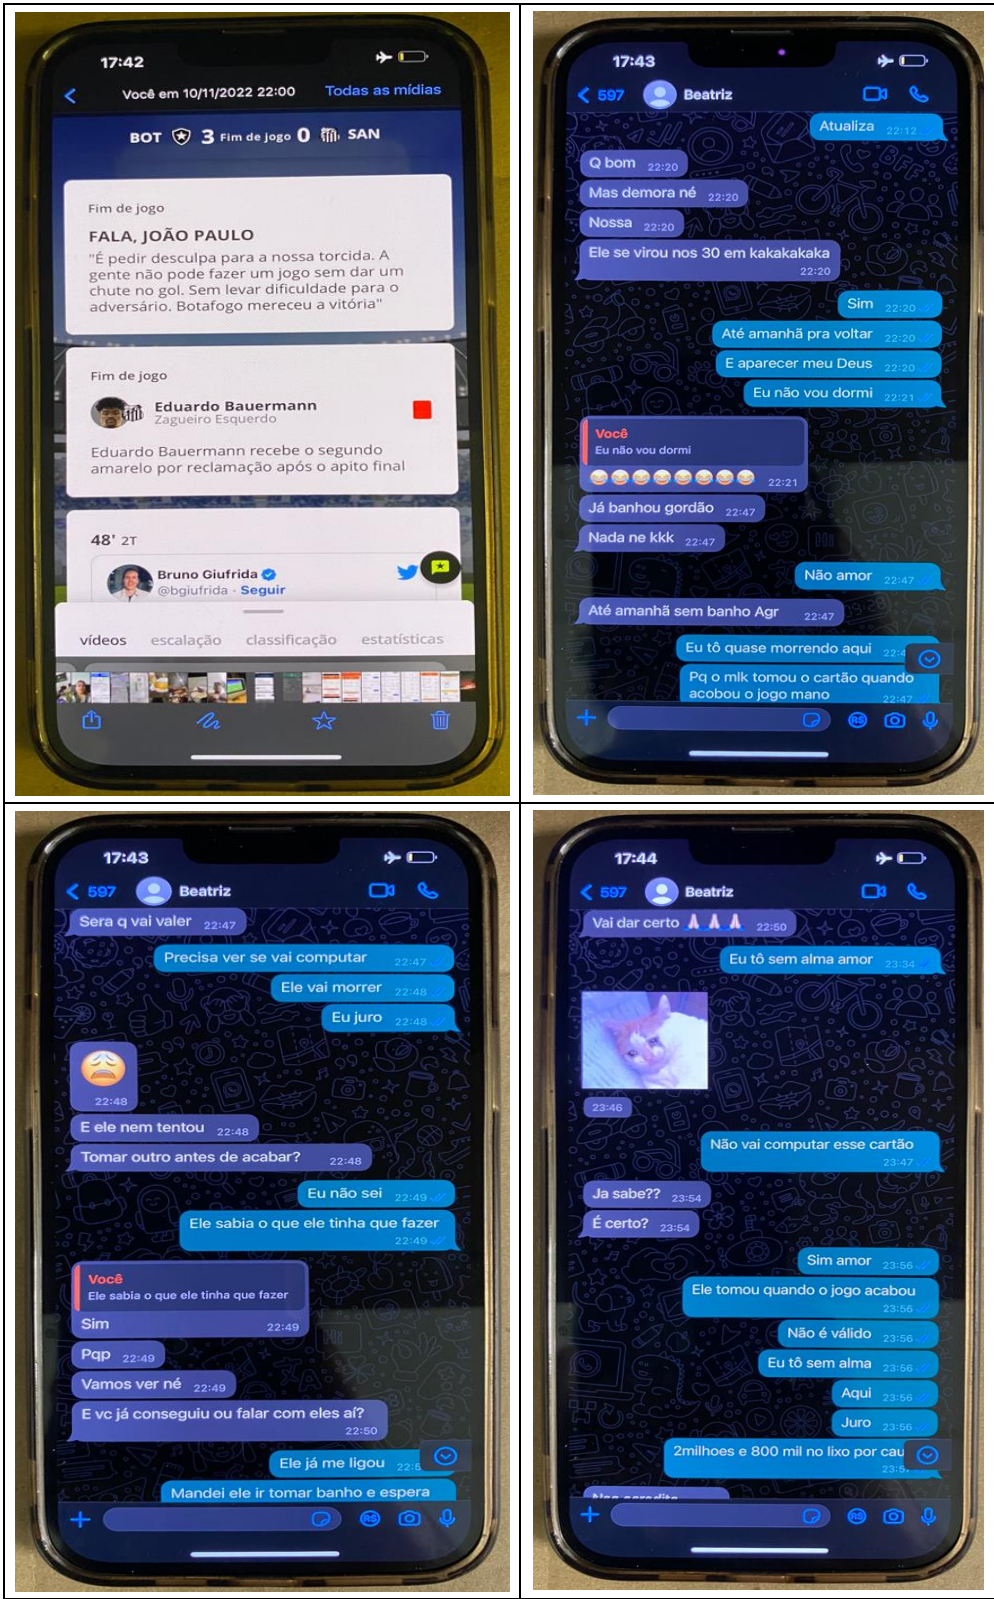 17:42
Você em 10/11/2022 22:00
Todas as mídias
BOT 3 Fim de jogo 0 SAN
Fim de jogo
FALA, JOÃO PAULO
"É pedir desculpa para a nossa torcida. A
gente não pode fazer um jogo sem dar um
chute no gol. Sem levar dificuldade para o
adversário. Botafogo mereceu a vitória"
Fim de jogo
Eduardo Bauermann
Zagueiro Esquerdo
Eduardo Bauermann recebe o segundo
amarelo por reclamação após o apito final
48' 2T
Bruno Giufrida
@bgiufrida · Seguir
vídeos escalação classificação estatísticas
17:43
597 Beatriz
Atualiza 22:12
Q bom 22:20
Mas demora né 22:20
Nossa 22:20
Ele se virou nos 30 em kakakakaka
22:20
Sim 22:20
Até amanhã pra voltar 22:20
E aparecer meu Deus 22:20
Eu não vou dormi 22:21
Você
Eu não vou dormi
😂😂😂😂😂😂😂😂 22:21
Já banhou gordão 22:47
Nada ne kkk 22:47
Não amor 22:47
Até amanhã sem banho Agr 22:47
Eu tô quase morrendo aqui
Pq o mlk tomou o cartão quando
acobou o jogo mano
22:47
17:43
597 Beatriz
Sera q vai valer 22:47
Precisa ver se vai computar 22:47
Ele vai morrer 22:48
Eu juro 22:48
22:48
E ele nem tentou 22:48
Tomar outro antes de acabar? 22:48
Eu não sei 22:49
Ele sabia o que ele tinha que fazer
22:49
Você
Ele sabia o que ele tinha que fazer
Sim 22:49
Pqp 22:49
Vamos ver né 22:49
E vc já conseguiu ou falar com eles aí?
22:50
Ele já me ligou
Mandei ele ir tomar banho e espera
17:44
597 Beatriz
Vai dar certo 🙏🙏🙏 22:50
Eu tô sem alma amor 23:34
23:46
Não vai computar esse cartão
23:47
Ja sabe?? 23:54
É certo? 23:54
Sim amor 23:56
Ele tomou quando o jogo acabou
23:56
Não é válido 23:56
Eu tô sem alma 23:56
Aqui 23:56
Juro 23:56
2milhoes e 800 mil no lixo por